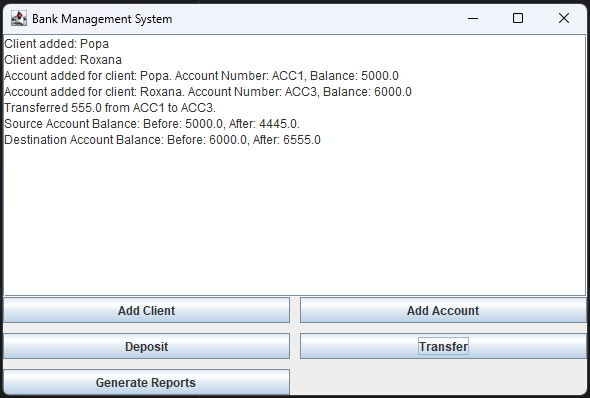 Bank Management System
Client added: Popa
Client added: Roxana
Account added for client: Popa. Account Number: ACC1, Balance: 5000.0
Account added for client: Roxana. Account Number: ACC3, Balance: 6000.0
Transferred 555.0 from ACC1 to ACC3.
Source Account Balance: Before: 5000.0, After: 4445.0.
Destination Account Balance: Before: 6000.0, After: 6555.0
Add Client
Add Account
Deposit
Transfer
Generate Reports